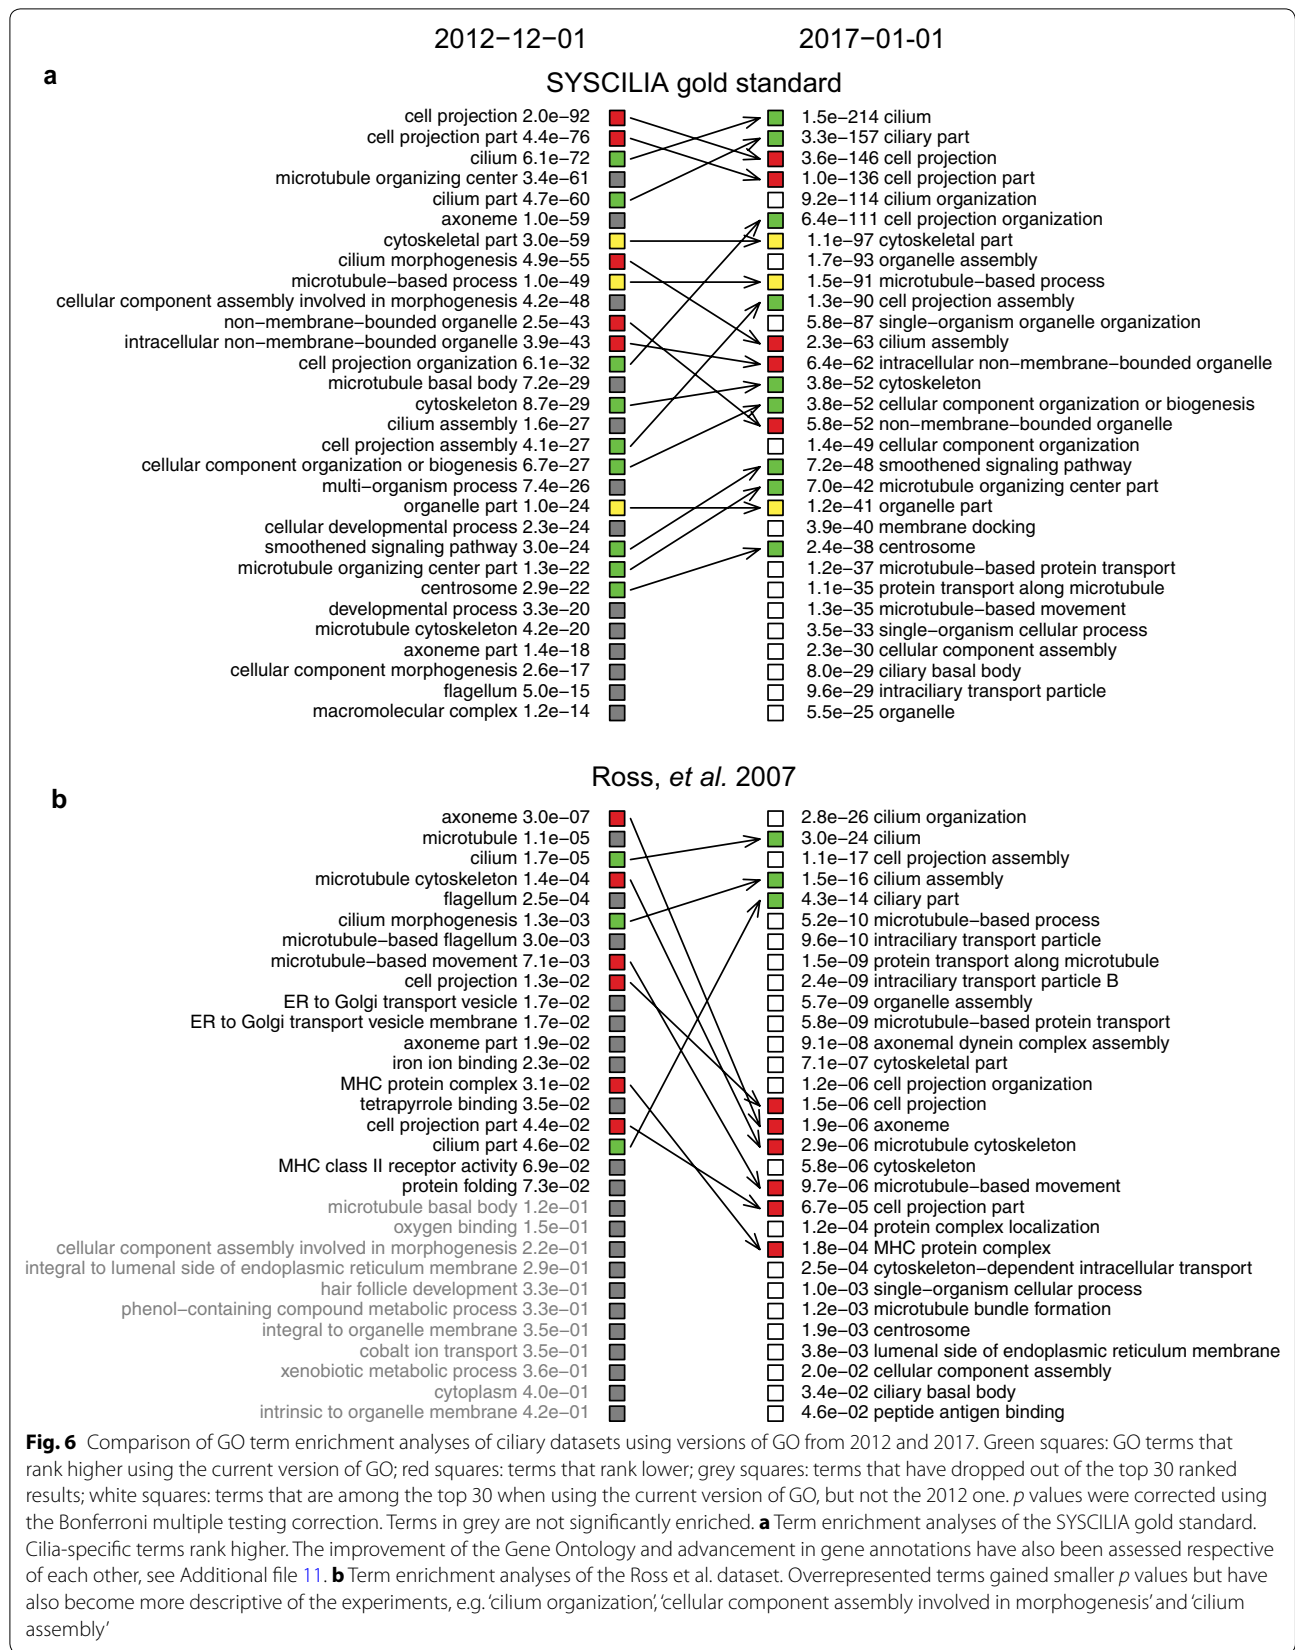 2012−12−01 2017−01-01
a
SYSCILIA gold standard
cell projection 2.0e−92 1.5e−214 cilium
cell projection part 4.4e−76 3.3e−157 ciliary part
cilium 6.1e−72 3.6e−146 cell projection
microtubule organizing center 3.4e−61 1.0e−136 cell projection part
cilium part 4.7e−60 9.2e−114 cilium organization
axoneme 1.0e−59 6.4e−111 cell projection organization
cytoskeletal part 3.0e−59 1.1e−97 cytoskeletal part
cilium morphogenesis 4.9e−55 1.7e−93 organelle assembly
microtubule−based process 1.0e−49 1.5e−91 microtubule−based process
cellular component assembly involved in morphogenesis 4.2e−48 1.3e−90 cell projection assembly
non−membrane−bounded organelle 2.5e−43 5.8e−87 single−organism organelle organization
intracellular non−membrane−bounded organelle 3.9e−43 2.3e−63 cilium assembly
cell projection organization 6.1e−32 6.4e−62 intracellular non−membrane−bounded organelle
microtubule basal body 7.2e−29 3.8e−52 cytoskeleton
cytoskeleton 8.7e−29 3.8e−52 cellular component organization or biogenesis
cilium assembly 1.6e−27 5.8e−52 non−membrane−bounded organelle
cell projection assembly 4.1e−27 1.4e−49 cellular component organization
cellular component organization or biogenesis 6.7e−27 7.2e−48 smoothened signaling pathway
multi−organism process 7.4e−26 7.0e−42 microtubule organizing center part
organelle part 1.0e−24 1.2e−41 organelle part
cellular developmental process 2.3e−24 3.9e−40 membrane docking
smoothened signaling pathway 3.0e−24 2.4e−38 centrosome
microtubule organizing center part 1.3e−22 1.2e−37 microtubule−based protein transport
centrosome 2.9e−22 1.1e−35 protein transport along microtubule
developmental process 3.3e−20 1.3e−35 microtubule−based movement
microtubule cytoskeleton 4.2e−20 3.5e−33 single−organism cellular process
axoneme part 1.4e−18 2.3e−30 cellular component assembly
cellular component morphogenesis 2.6e−17 8.0e−29 ciliary basal body
flagellum 5.0e−15 9.6e−29 intraciliary transport particle
macromolecular complex 1.2e−14 5.5e−25 organelle
Ross, et al. 2007
b
axoneme 3.0e−07 2.8e−26 cilium organization
microtubule 1.1e−05 3.0e−24 cilium
cilium 1.7e−05 1.1e−17 cell projection assembly
microtubule cytoskeleton 1.4e−04 1.5e−16 cilium assembly
flagellum 2.5e−04 4.3e−14 ciliary part
cilium morphogenesis 1.3e−03 5.2e−10 microtubule−based process
microtubule−based flagellum 3.0e−03 9.6e−10 intraciliary transport particle
microtubule−based movement 7.1e−03 1.5e−09 protein transport along microtubule
cell projection 1.3e−02 2.4e−09 intraciliary transport particle B
ER to Golgi transport vesicle 1.7e−02 5.7e−09 organelle assembly
ER to Golgi transport vesicle membrane 1.7e−02 5.8e−09 microtubule−based protein transport
axoneme part 1.9e−02 9.1e−08 axonemal dynein complex assembly
iron ion binding 2.3e−02 7.1e−07 cytoskeletal part
MHC protein complex 3.1e−02 1.2e−06 cell projection organization
tetrapyrrole binding 3.5e−02 1.5e−06 cell projection
cell projection part 4.4e−02 1.9e−06 axoneme
cilium part 4.6e−02 2.9e−06 microtubule cytoskeleton
MHC class II receptor activity 6.9e−02 5.8e−06 cytoskeleton
protein folding 7.3e−02 9.7e−06 microtubule−based movement
microtubule basal body 1.2e−01 6.7e−05 cell projection part
oxygen binding 1.5e−01 1.2e−04 protein complex localization
cellular component assembly involved in morphogenesis 2.2e−01 1.8e−04 MHC protein complex
integral to lumenal side of endoplasmic reticulum membrane 2.9e−01 2.5e−04 cytoskeleton−dependent intracellular transport
hair follicle development 3.3e−01 1.0e−03 single−organism cellular process
phenol−containing compound metabolic process 3.3e−01 1.2e−03 microtubule bundle formation
integral to organelle membrane 3.5e−01 1.9e−03 centrosome
cobalt ion transport 3.5e−01 3.8e−03 lumenal side of endoplasmic reticulum membrane
xenobiotic metabolic process 3.6e−01 2.0e−02 cellular component assembly
cytoplasm 4.0e−01 3.4e−02 ciliary basal body
intrinsic to organelle membrane 4.2e−01 4.6e−02 peptide antigen binding
Fig. 6 Comparison of GO term enrichment analyses of ciliary datasets using versions of GO from 2012 and 2017. Green squares: GO terms that
rank higher using the current version of GO; red squares: terms that rank lower; grey squares: terms that have dropped out of the top 30 ranked
results; white squares: terms that are among the top 30 when using the current version of GO, but not the 2012 one. p values were corrected using
the Bonferroni multiple testing correction. Terms in grey are not significantly enriched. a Term enrichment analyses of the SYSCILIA gold standard.
Cilia-specific terms rank higher. The improvement of the Gene Ontology and advancement in gene annotations have also been assessed respective
of each other, see Additional file 11. b Term enrichment analyses of the Ross et al. dataset. Overrepresented terms gained smaller p values but have
also become more descriptive of the experiments, e.g. ‘cilium organization’, ‘cellular component assembly involved in morphogenesis’ and ‘cilium
assembly’